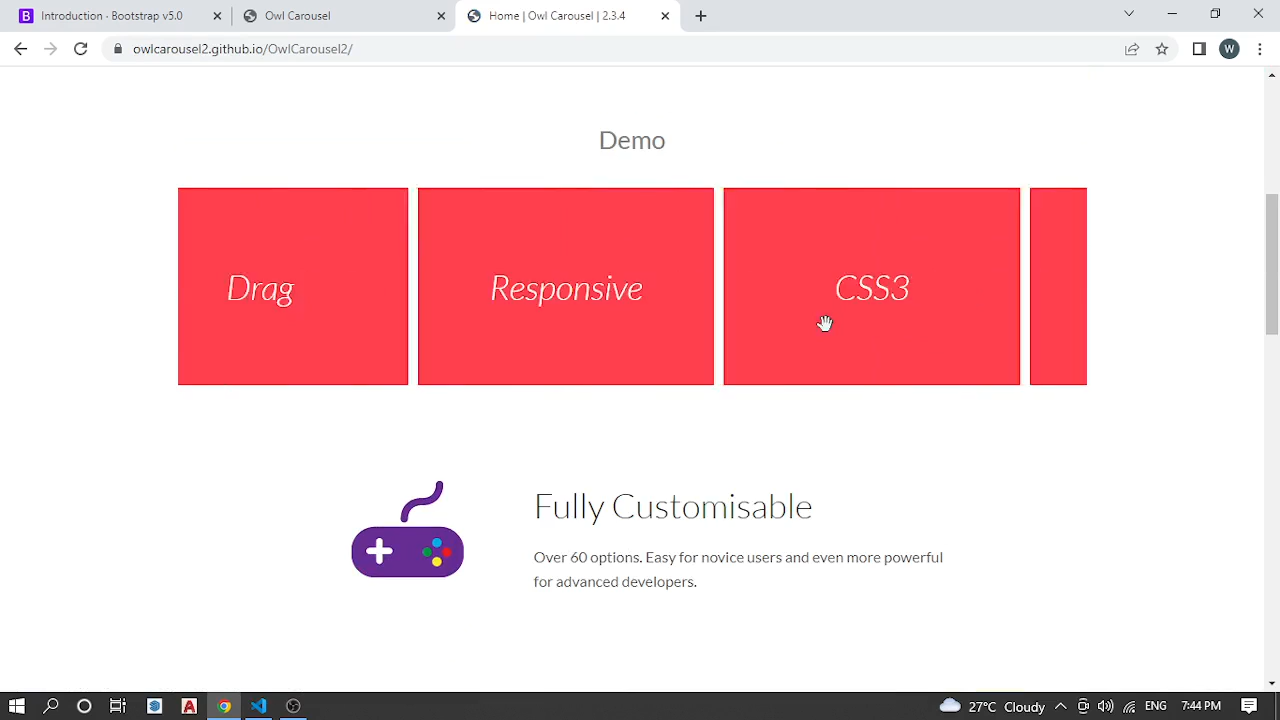 Introduction · Bootstrap v5.0
Owl Carousel
Home | Owl Carousel | 2.3.4
owlcarousel2.github.io/OwlCarousel2/
W
Demo
Drag
Responsive
CSS3
Fully Customisable
Over 60 options. Easy for novice users and even more powerful
for advanced developers.
27°C Cloudy
ENG
7:44 PM